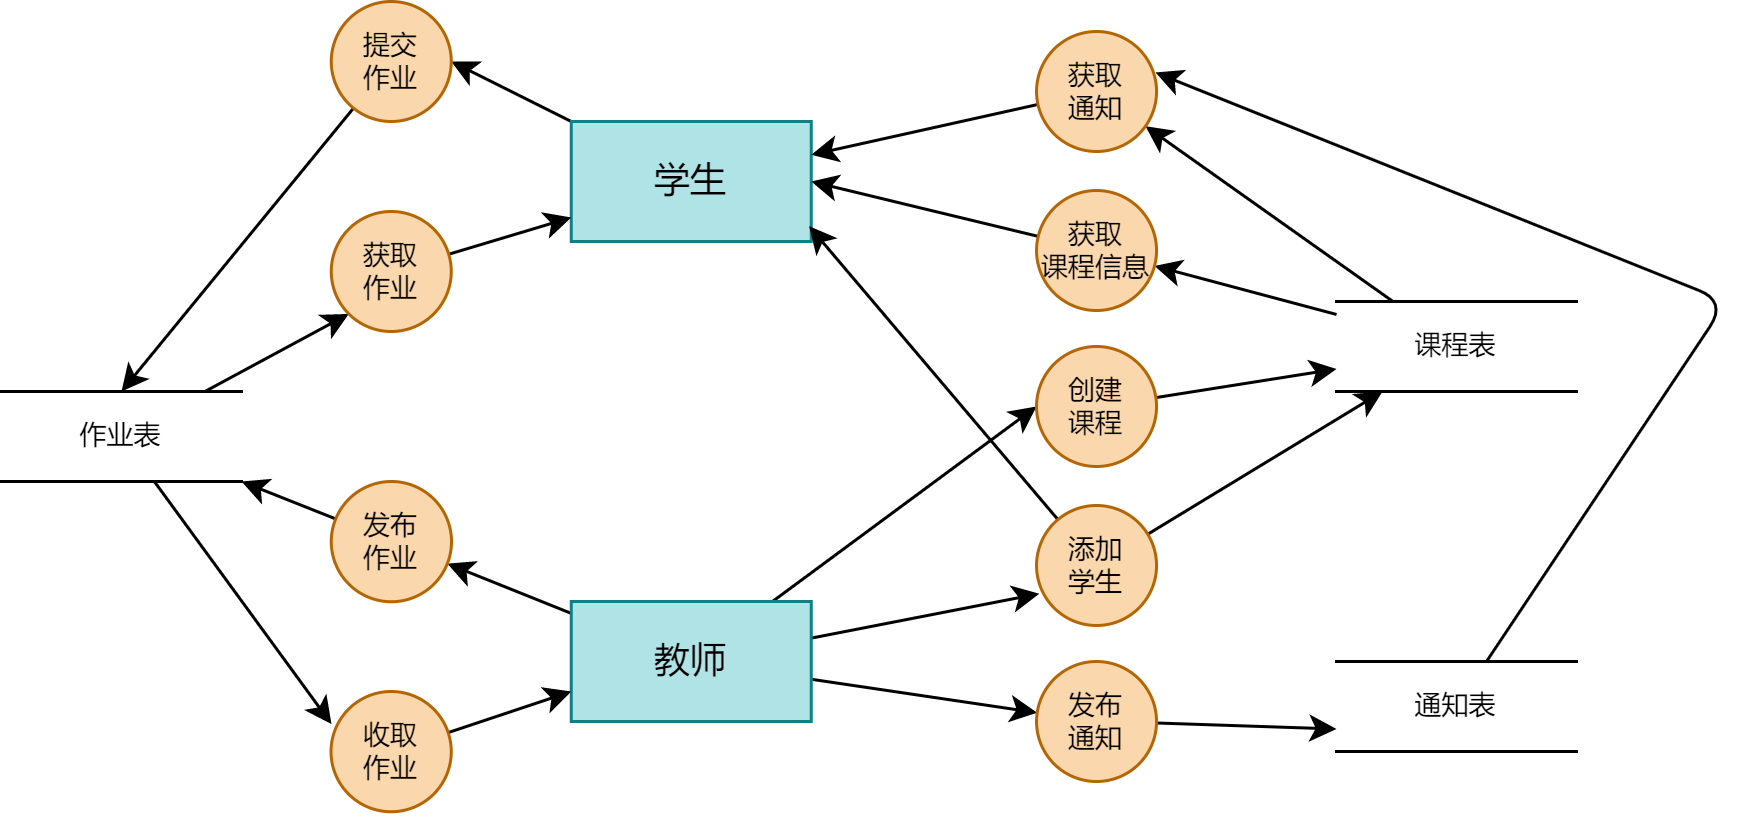 提交
作业
获取
通知
学生
获取
作业
获取
课程信息
课程表
创建
课程
作业表
发布
作业
添加
学生
教师
发布
通知
通知表
收取
作业